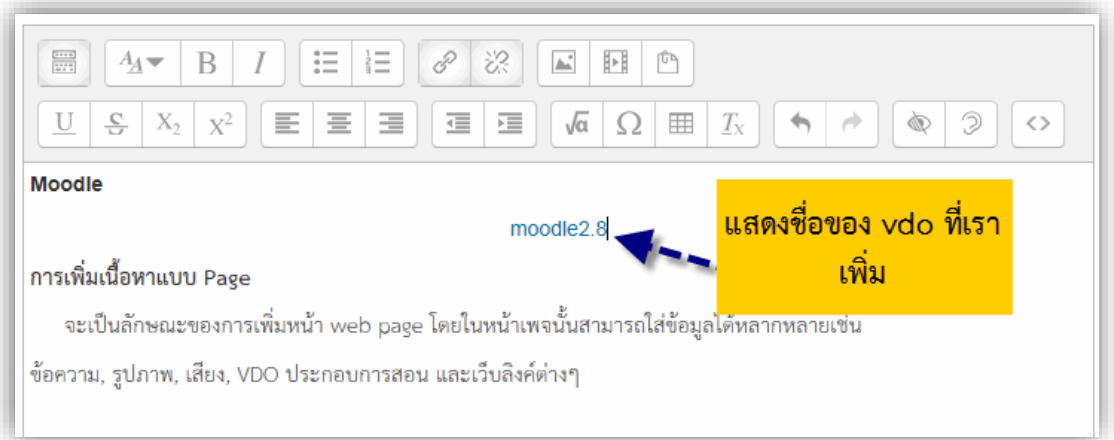 Moodle
moodle2.8
แสดงชื่อของ vdo ที่เรา
เพิ่ม
การเพิ่มเนื้อหาแบบ Page
จะเป็นลักษณะของการเพิ่มหน้า web page โดยในหน้าเพจนั้นสามารถใส่ข้อมูลได้หลากหลายเช่น
ข้อความ, รูปภาพ, เสียง, VDO ประกอบการสอน และเว็บลิงค์ต่างๆ